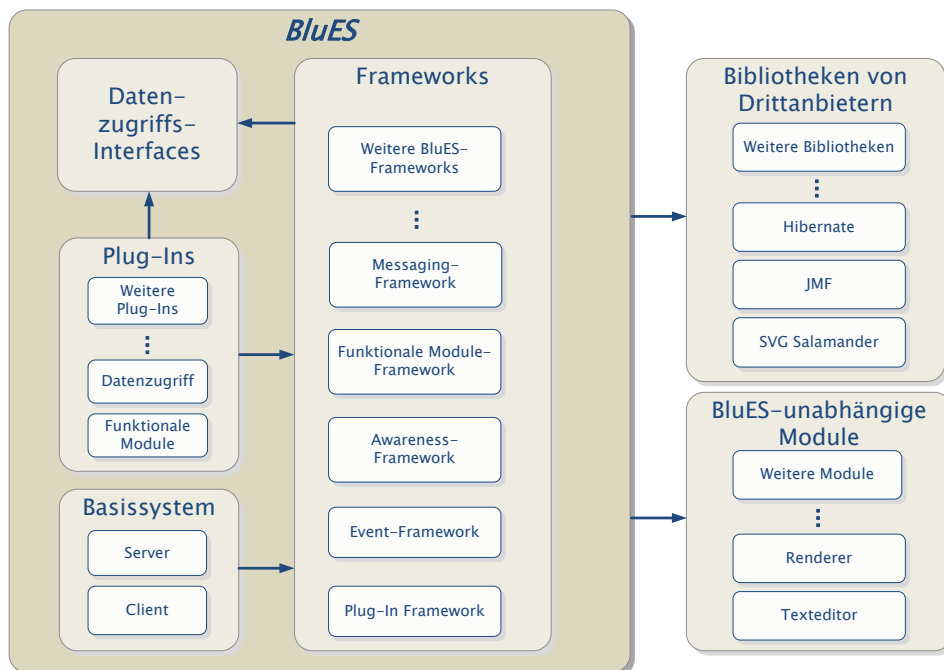 BluES
Daten-
zugriffs-
Interfaces
Plug-Ins
Weitere
Plug-Ins
Datenzugriff
Funktionale
Module
Basissystem
Server
Client
Frameworks
Weitere BluES-
Frameworks
Messaging-
Framework
Funktionale Module-
Framework
Awareness-
Framework
Event-Framework
Plug-In Framework
Bibliotheken von
Drittanbietern
Weitere Bibliotheken
Hibernate
JMF
SVG Salamander
BluES-unabhängige
Module
Weitere Module
Renderer
Texteditor